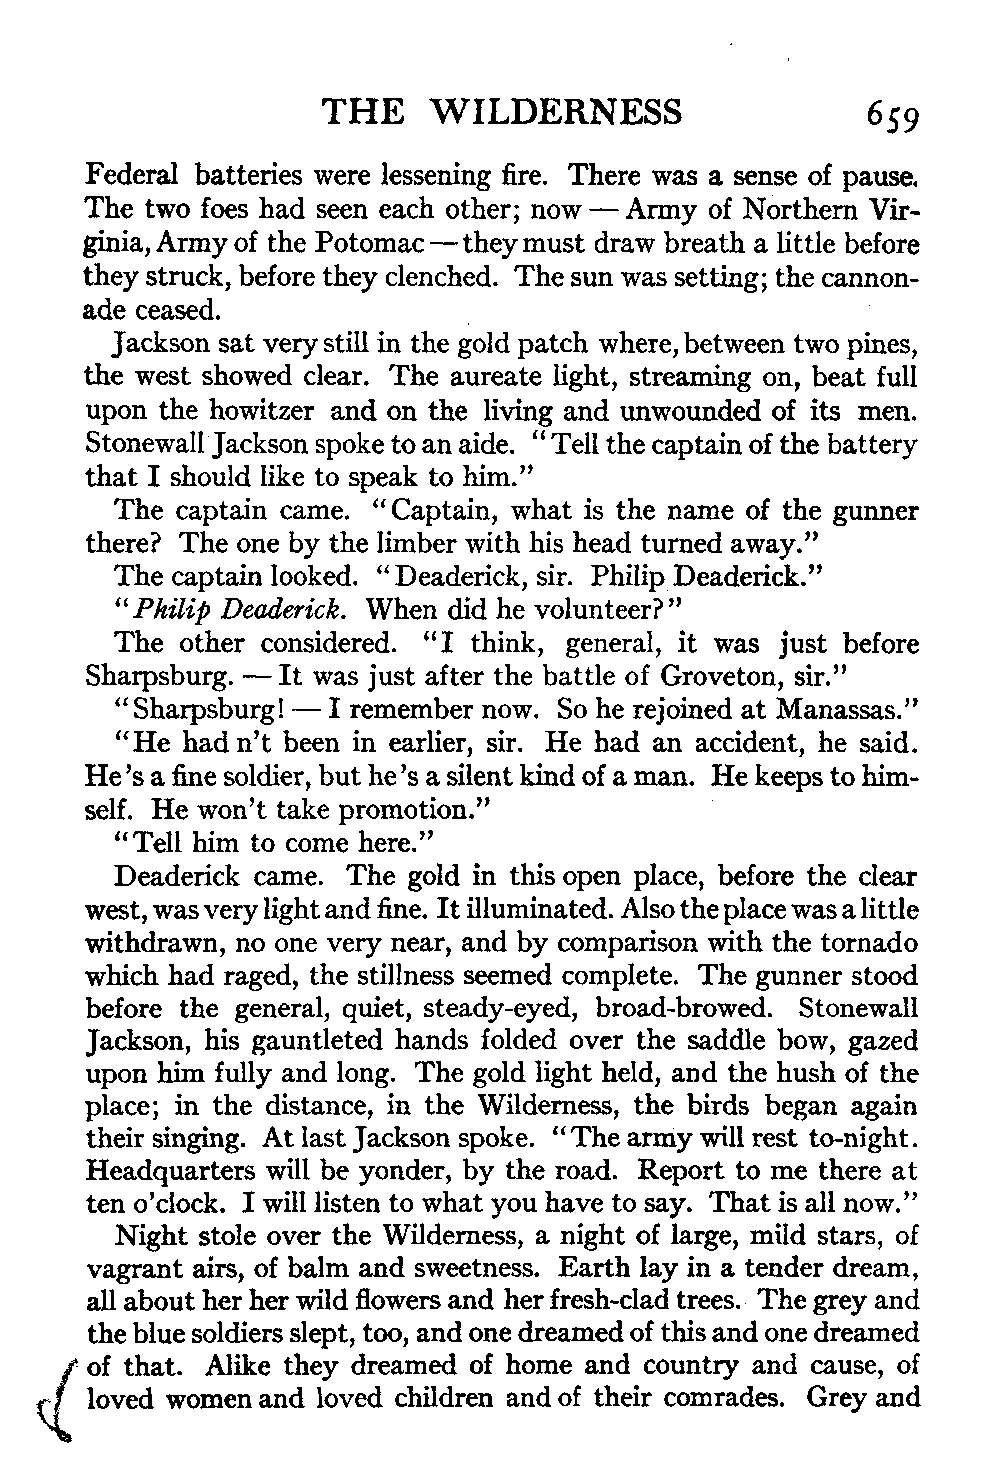 THE WILDERNESS 659
Federal batteries were lessening fire. There was a sense of pause.
The two foes had seen each other; now — Army of Northern Vir-
ginia, Army of the Potomac — they must draw breath a little before
they struck, before they clenched. The sun was setting; the cannon-
ade ceased.
Jackson sat very still in the gold patch where, between two pines,
the west showed clear. The aureate light, streaming on, beat full
upon the howitzer and on the living and unwounded of its men.
Stonewall Jackson spoke to an aide. "Tell the captain of the battery
that I should like to speak to him."
The captain came. "Captain, what is the name of the gunner
there? The one by the limber with his head turned away."
The captain looked. "Deaderick, sir. Philip Deaderick."
"Philip Deaderick. When did he volunteer?"
The other considered. "I think, general, it was just before
Sharpsburg. — It was just after the battle of Groveton, sir."
"Sharpsburg! — I remember now. So he rejoined at Manassas."
"He had n't been in earlier, sir. He had an accident, he said.
He's a fine soldier, but he's a silent kind of a man. He keeps to him-
self. He won't take promotion."
"Tell him to come here."
Deaderick came. The gold in this open place, before the clear
west, was very light and fine. It illuminated. Also the place was a little
withdrawn, no one very near, and by comparison with the tornado
which had raged, the stillness seemed complete. The gunner stood
before the general, quiet, steady-eyed, broad-browed. Stonewall
Jackson, his gauntleted hands folded over the saddle bow, gazed
upon him fully and long. The gold light held, and the hush of the
place; in the distance, in the Wilderness, the birds began again
their singing. At last Jackson spoke. "The army will rest to-night.
Headquarters will be yonder, by the road. Report to me there at
ten o'clock. I will listen to what you have to say. That is all now."
Night stole over the Wilderness, a night of large, mild stars, of
vagrant airs, of balm and sweetness. Earth lay in a tender dream,
all about her her wild flowers and her fresh-clad trees. The grey and
the blue soldiers slept, too, and one dreamed of this and one dreamed
of that. Alike they dreamed of home and country and cause, of
loved women and loved children and of their comrades. Grey and